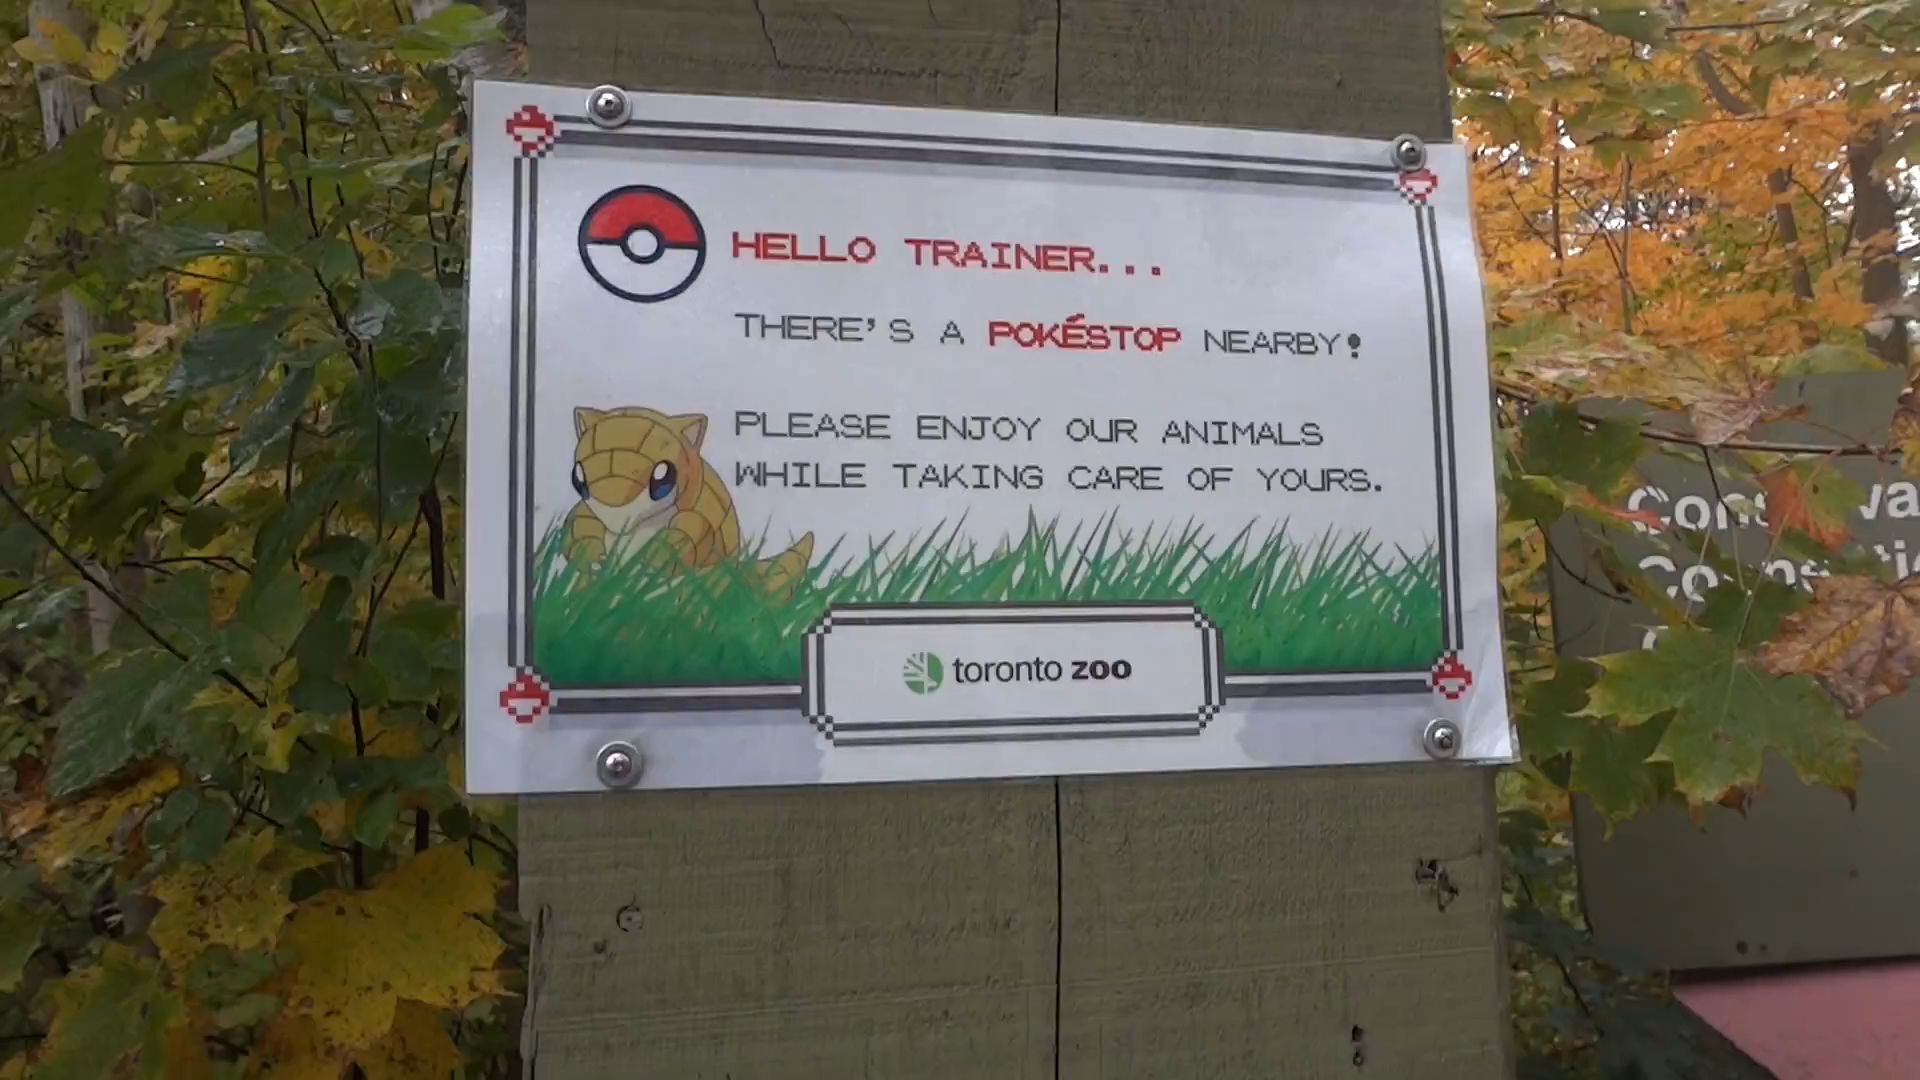 HELLO TRAINER...
THERE'S A POKÉSTOP NEARBY!
PLEASE ENJOY OUR ANIMALS
WHILE TAKING CARE OF YOURS.
toronto zoo